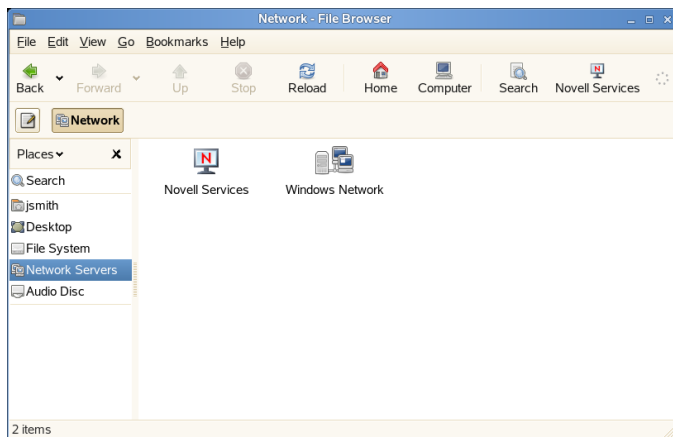 Network - File Browser
File Edit View Go Bookmarks Help
Back Forward Up Stop Reload Home Computer Search Novell Services
Network
Places
Search
jsmith
Desktop
File System
Network Servers
Audio Disc
N
Novell Services Windows Network
2 items